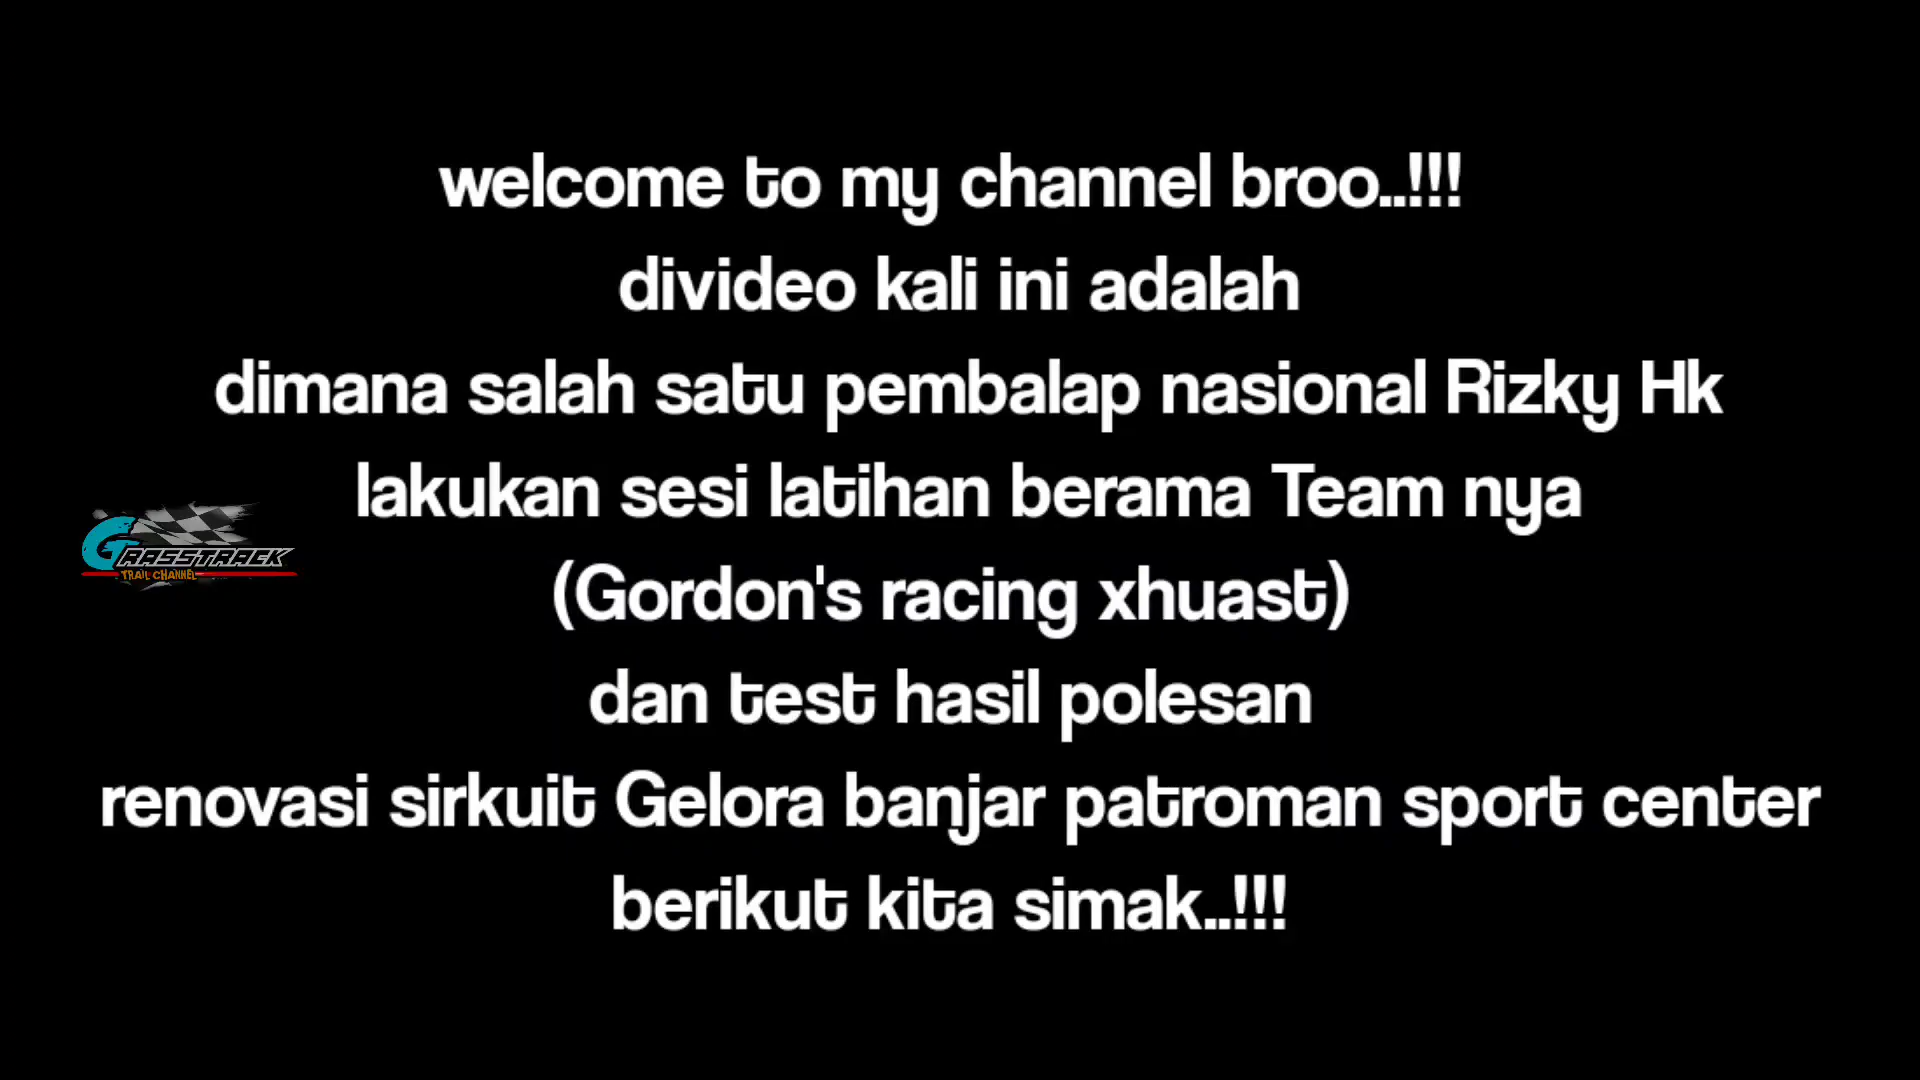 welcome to my channel broo..!!!
divideo kali ini adalah
dimana salah satu pembalap nasional Rizky Hk
lakukan sesi latihan berama Team nya
GRASSTRACK
TRAIL CHANNEL
(Gordon's racing xhuast)
dan test hasil polesan
renovasi sirkuit Gelora banjar patroman sport center
berikut kita simak..!!!